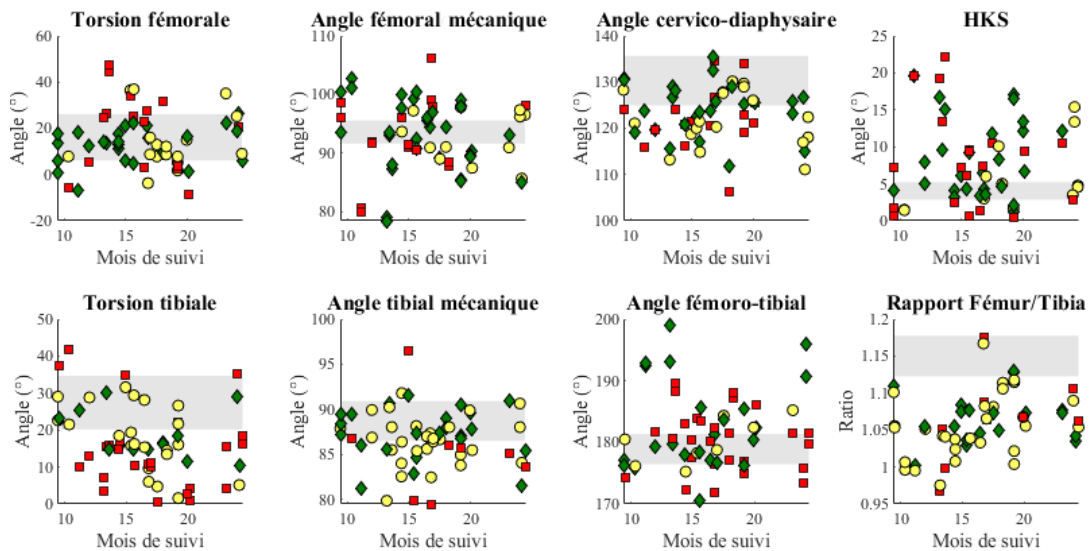 Torsion fémorale
Angle (°)
60
40
20
0
-20
10
15
20
Mois de suivi
Angle fémoral mécanique
Angle (°)
110
100
90
80
10
15
20
Mois de suivi
Angle cervico-diaphysaire
Angle (°)
140
130
120
110
100
10
15
20
Mois de suivi
HKS
Angle (°)
25
20
15
10
5
0
10
15
20
Mois de suivi
Torsion tibiale
Angle (°)
50
40
30
20
10
0
10
15
20
Mois de suivi
Angle tibial mécanique
Angle (°)
100
95
90
85
80
10
15
20
Mois de suivi
Angle fémoro-tibial
Angle (°)
200
190
180
170
10
15
20
Mois de suivi
Rapport Fémur/Tibia
Ratio
1.2
1.15
1.1
1.05
1
0.95
10
15
20
Mois de suivi